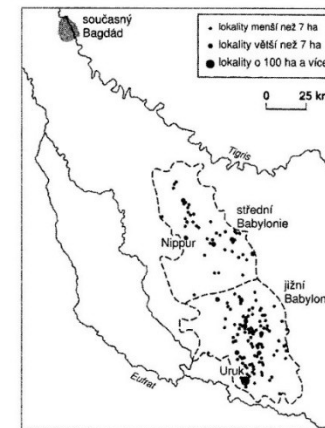 současný
Bagdád
lokality menší než 7 ha
lokality větší než 7 ha
lokality o 100 ha a více
0 25 km
Tigris
střední
Babylonie
Nippur
jižní
Babylon
Uruk
Eufrat